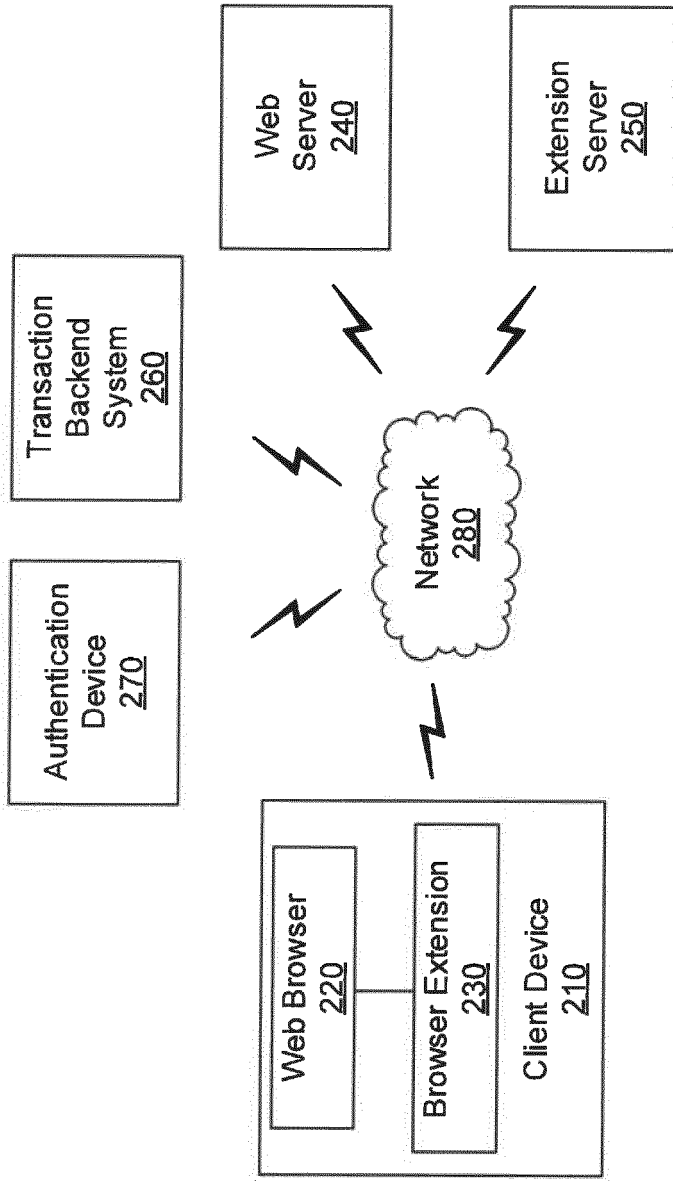 Authentication
Device
270
Transaction
Backend
System
260
Web Browser
220
Browser Extension
230
Client Device
210
Network
280
Web
Server
240
Extension
Server
250